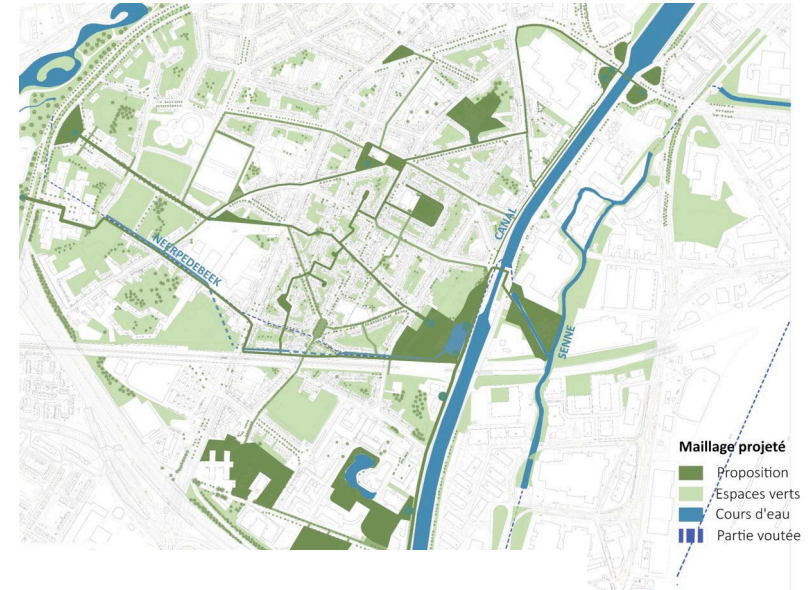 CANAL
NEERPEDEBEEK
SENNE
Maillage projeté
Proposition
Espaces verts
Cours d'eau
Partie voutée